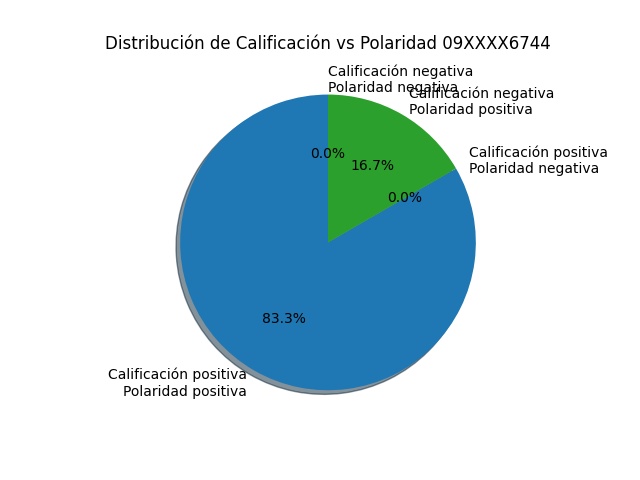 Distribución de Calificación vs Polaridad 09XXXX6744
Calificación negativa
Polaridad negativa
Calificación negativa
Polaridad positiva
0.0%
16.7%
Calificación positiva
Polaridad negativa
0.0%
83.3%
Calificación positiva
Polaridad positiva